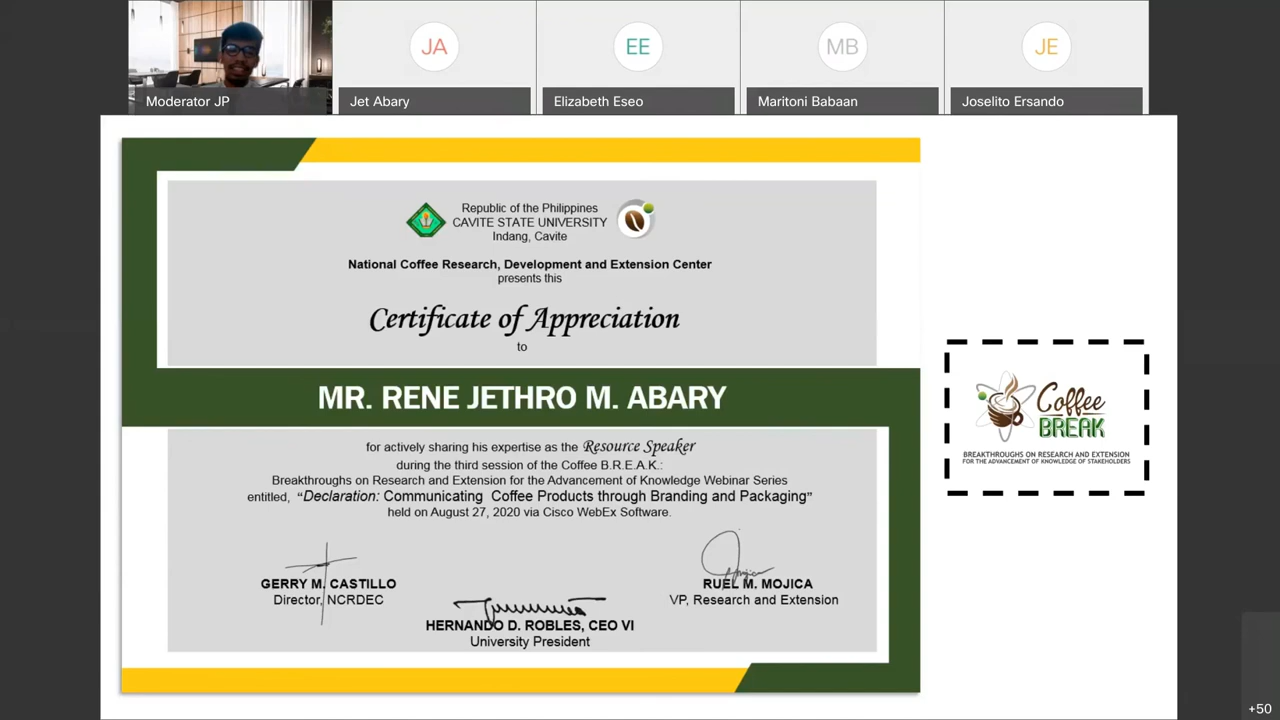 JA
EE
MB
JE
Moderator JP
Jet Abary
Elizabeth Eseo
Maritoni Babaan
Joselito Ersando
Republic of the Philippines
CAVITE STATE UNIVERSITY
Indang, Cavite
National Coffee Research, Development and Extension Center
presents this
Certificate of Appreciation
to
MR. RENE JETHRO M. ABARY
for actively sharing his expertise as the Resource Speaker
during the third session of the Coffee B.R.E.A.K.:
Breakthroughs on Research and Extension for the Advancement of Knowledge Webinar Series
entitled, “Declaration: Communicating Coffee Products through Branding and Packaging”
held on August 27, 2020 via Cisco WebEx Software.
GERRY M. CASTILLO
Director, NCRDEC
RUEL M. MOJICA
VP, Research and Extension
HERNANDO D. ROBLES, CEO VI
University President
Coffee
BREAK
BREAKTHROUGHS ON RESEARCH AND EXTENSION
FOR THE ADVANCEMENT OF KNOWLEDGE OF STAKEHOLDERS
+50